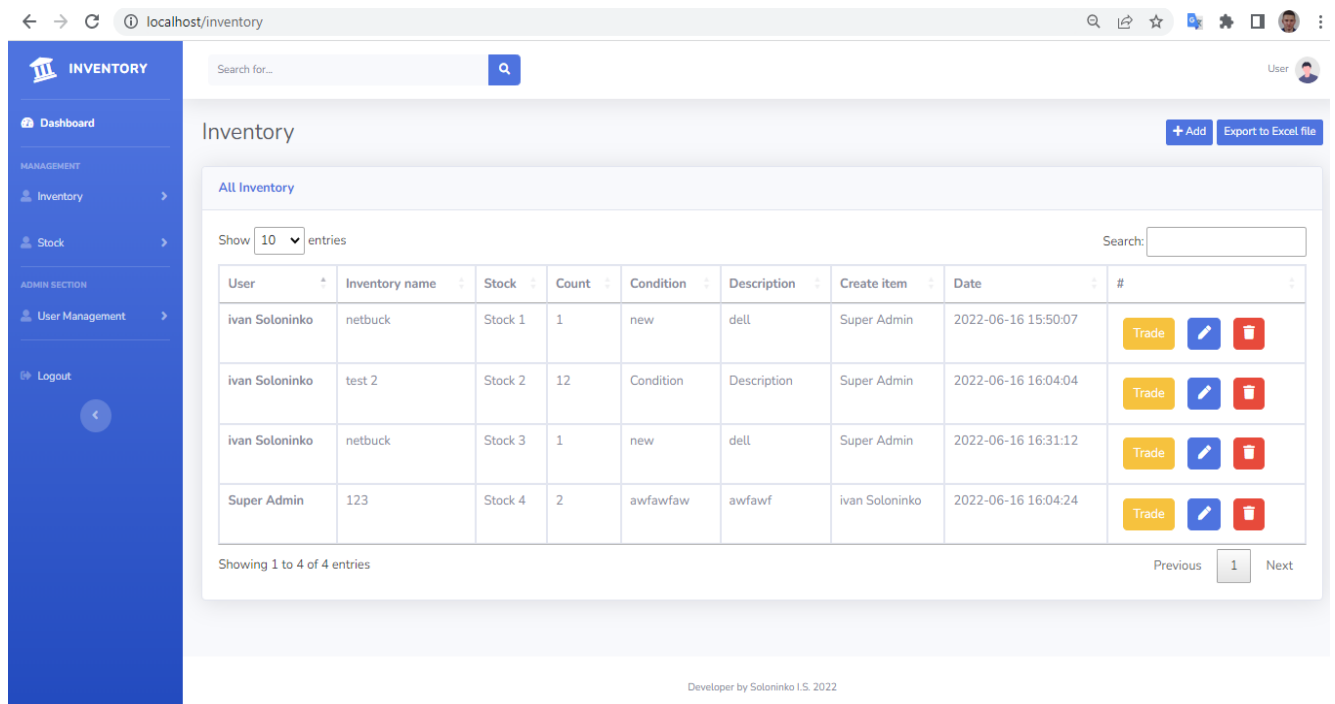 localhost/inventory
INVENTORY
Search for...
User
Dashboard
Inventory
+ Add
Export to Excel file
MANAGEMENT
Inventory
Stock
ADMIN SECTION
User Management
Logout
All Inventory
Show 10 entries
Search:
User Inventory name Stock Count Condition Description Create item Date #
ivan Soloninko netbuck Stock 1 1 new dell Super Admin 2022-06-16 15:50:07 Trade
ivan Soloninko test 2 Stock 2 12 Condition Description Super Admin 2022-06-16 16:04:04 Trade
ivan Soloninko netbuck Stock 3 1 new dell Super Admin 2022-06-16 16:31:12 Trade
Super Admin 123 Stock 4 2 awfawfaw awfawf ivan Soloninko 2022-06-16 16:04:24 Trade
Showing 1 to 4 of 4 entries
Previous 1 Next
Developer by Soloninko I.S. 2022